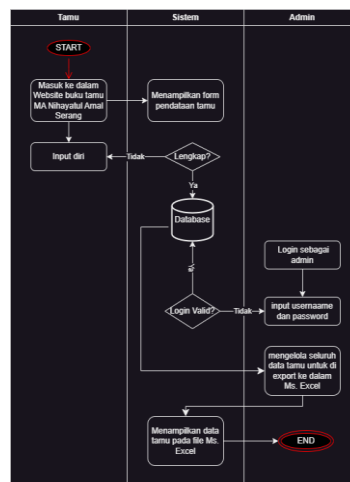 Tamu
Sistem
Admin
START
Masuk ke dalam
Website buku tamu
MA Nihayatul Amal
Serang
Menampilkan form
pendataan tamu
Input diri
Tidak
Lengkap?
Ya
Database
Login sebagai
admin
Ya
Login Valid?
Tidak
input usernaame
dan password
mengelola seluruh
data tamu untuk di
export ke dalam
Ms. Excel
Menampilkan data
tamu pada file Ms.
Excel
END